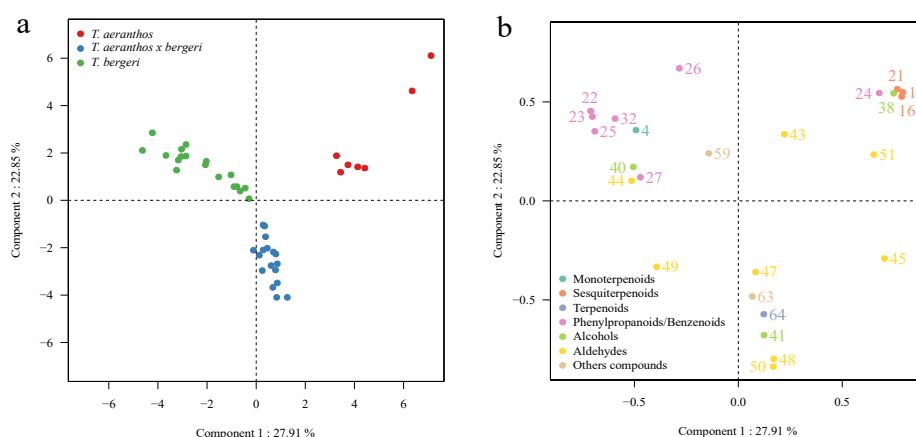 a
T. aeranthos
T. aeranthos x bergeri
T. bergeri
6
4
2
0
−2
−4
−6
−6
−4
−2
0
2
4
6
Component 2 : 22.85 %
Component 1 : 27.91 %
b
26
21
1
16
24
38
22
23
32
25
4
43
51
59
40
27
44
45
49
47
63
64
41
48
50
0.5
0.0
−0.5
−0.5
0.0
0.5
Monoterpenoids
Sesquiterpenoids
Terpenoids
Phenylpropanoids/Benzenoids
Alcohols
Aldehydes
Others compounds
Component 2 : 22.85 %
Component 1 : 27.91 %